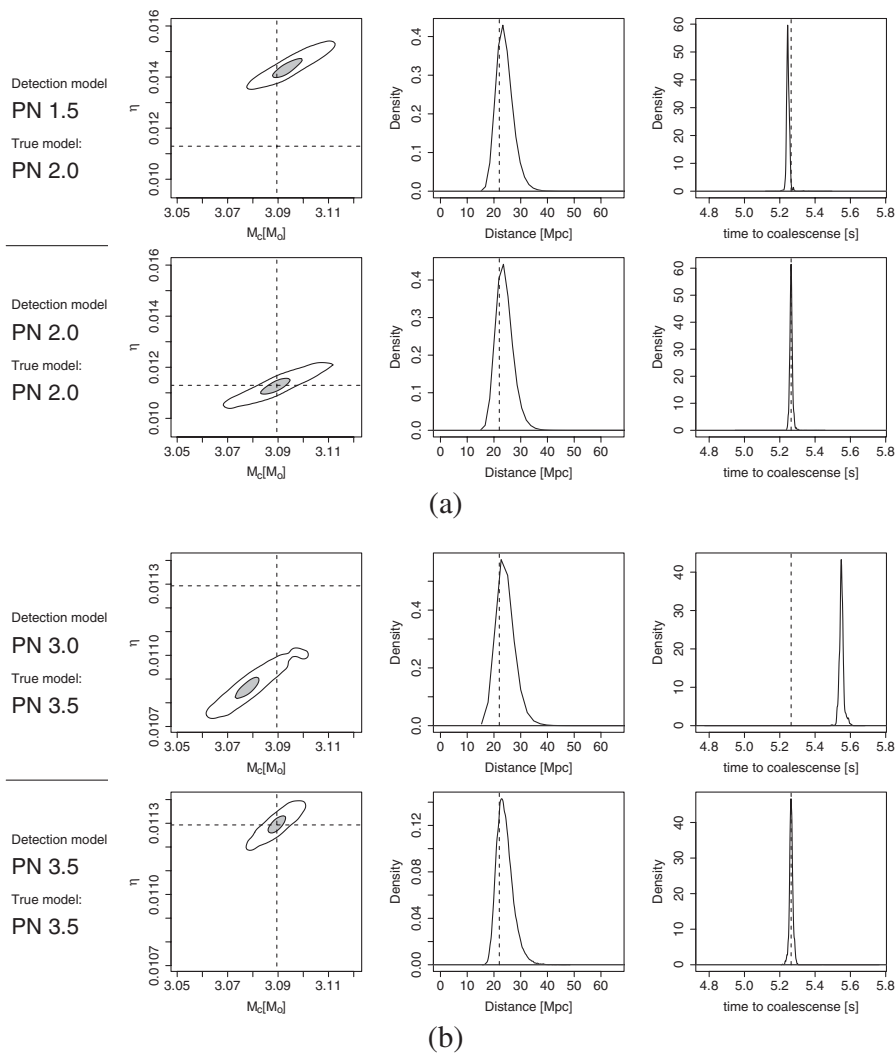 Detection model
PN 1.5
True model:
PN 2.0
η
0.010 0.012 0.014 0.016
3.05 3.07 3.09 3.11
M_c[M_o]
Density
0.0 0.1 0.2 0.3 0.4
0 10 20 30 40 50 60
Distance [Mpc]
Density
0 10 20 30 40 50 60
4.8 5.0 5.2 5.4 5.6 5.8
time to coalescense [s]
Detection model
PN 2.0
True model:
PN 2.0
η
0.010 0.012 0.014 0.016
3.05 3.07 3.09 3.11
M_c[M_o]
Density
0.0 0.1 0.2 0.3 0.4
0 10 20 30 40 50 60
Distance [Mpc]
Density
0 10 20 30 40 50 60
4.8 5.0 5.2 5.4 5.6 5.8
time to coalescense [s]
(a)
Detection model
PN 3.0
True model:
PN 3.5
η
0.0107 0.0110 0.0113
3.05 3.07 3.09 3.11
M_c[M_o]
Density
0.0 0.2 0.4
0 10 20 30 40 50 60
Distance [Mpc]
Density
0 10 20 30 40
4.8 5.0 5.2 5.4 5.6 5.8
time to coalescense [s]
Detection model
PN 3.5
True model:
PN 3.5
η
0.0107 0.0110 0.0113
3.05 3.07 3.09 3.11
M_c[M_o]
Density
0.00 0.04 0.08 0.12
0 10 20 30 40 50 60
Distance [Mpc]
Density
0 10 20 30 40
4.8 5.0 5.2 5.4 5.6 5.8
time to coalescense [s]
(b)